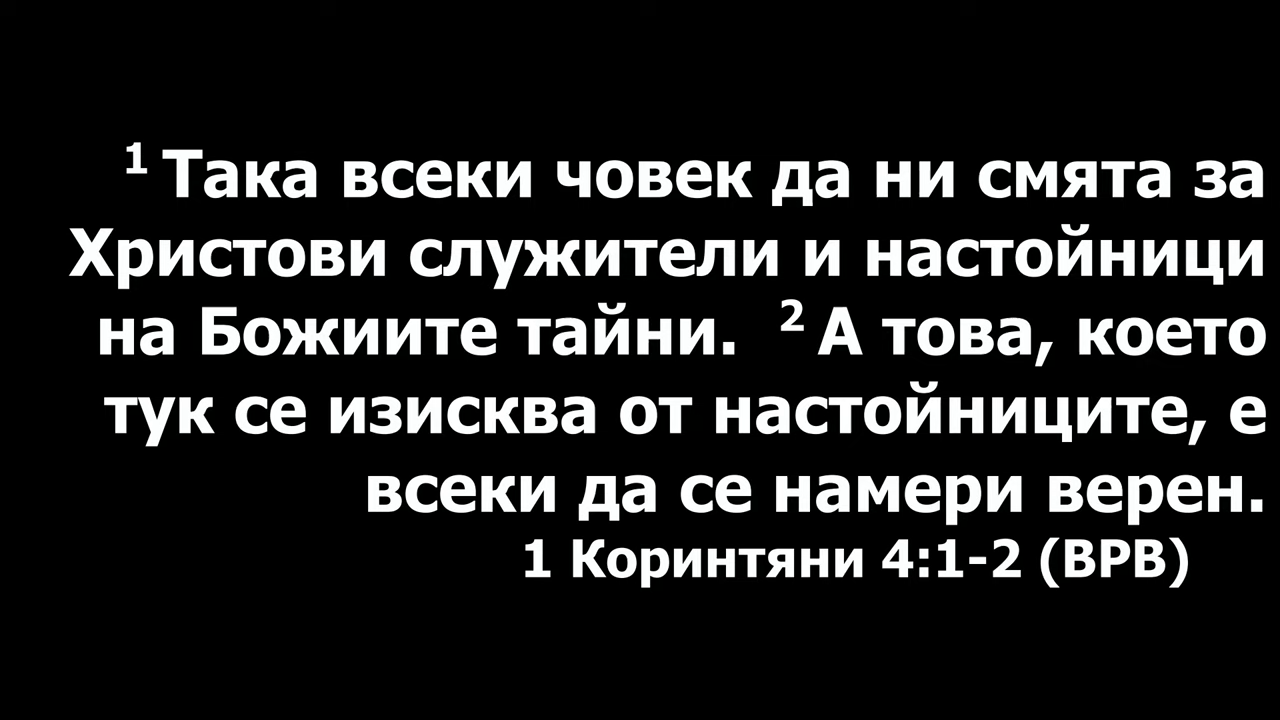 ¹ Така всеки човек да ни смята за
Христови служители и настойници
на Божиите тайни. ² А това, което
тук се изисква от настойниците, е
всеки да се намери верен.
1 Коринтяни 4:1-2 (ВРВ)